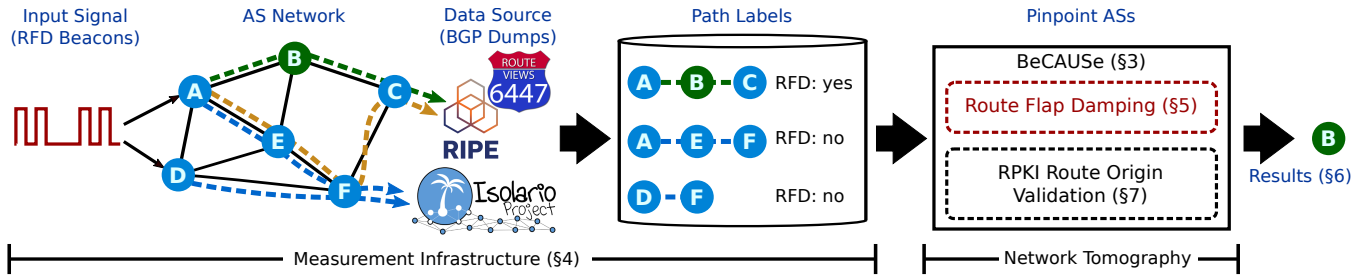 Input Signal
(RFD Beacons)
AS Network
Data Source
(BGP Dumps)
Path Labels
Pinpoint ASs
A
B
C
D
E
F
ROUTE
VIEWS
6447
RIPE
Isolario
Project
A B C RFD: yes
A E F RFD: no
D F RFD: no
BeCAUSe (§3)
Route Flap Damping (§5)
RPKI Route Origin
Validation
(§7)
B
Results (§6)
Measurement Infrastructure (§4)
Network Tomography